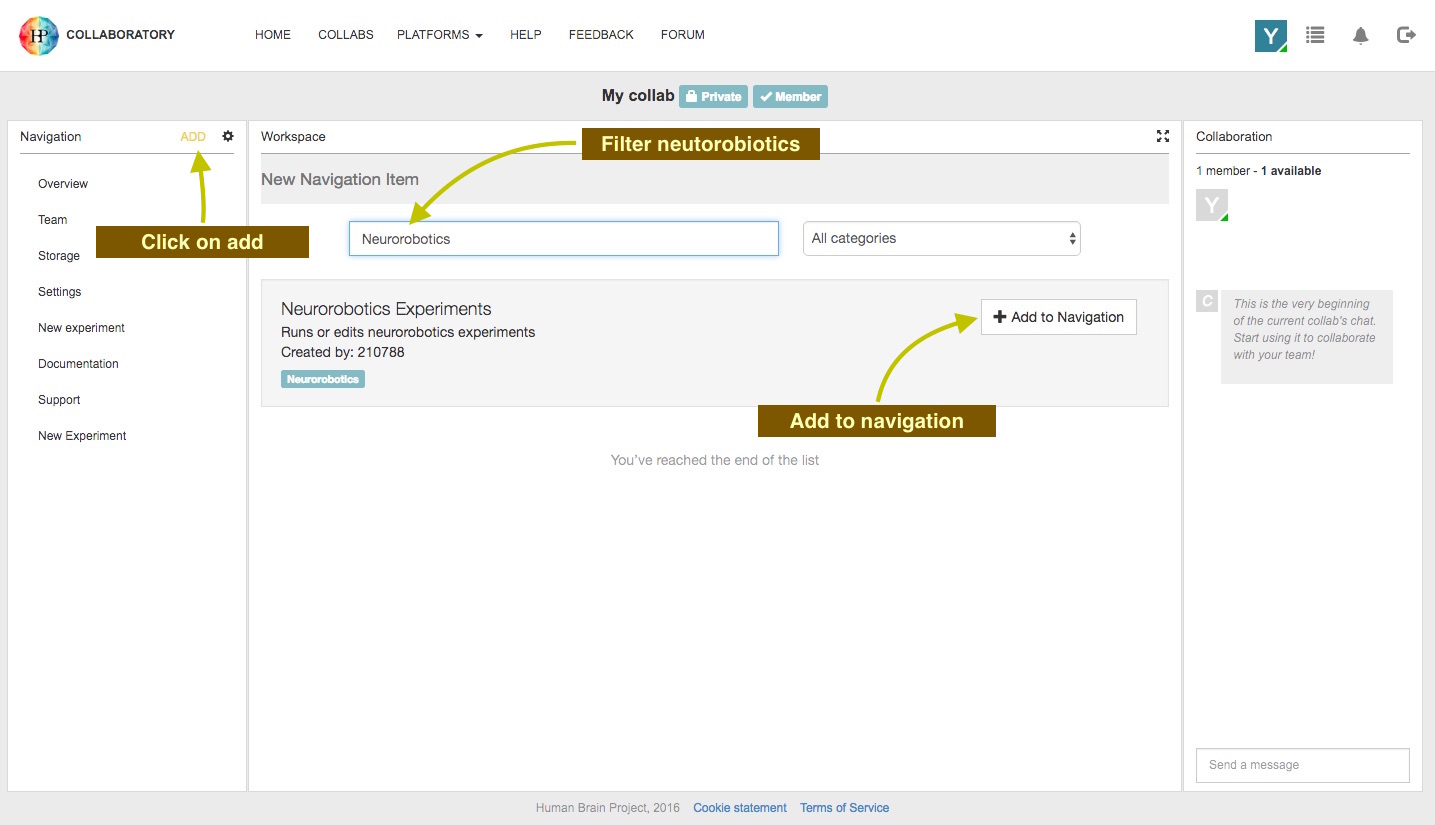 HP COLLABORATORY HOME COLLABS PLATFORMS HELP FEEDBACK FORUM Y
My collab Private Member
Navigation ADD
Overview
Team
Click on add
Storage
Settings
New experiment
Documentation
Support
New Experiment
Workspace
Filter neutorobiotics
New Navigation Item
Neurorobotics All categories
Neurorobotics Experiments
Runs or edits neurorobotics experiments
Created by: 210788
Neurorobotics
Add to Navigation
Add to navigation
You've reached the end of the list
Collaboration
1 member - 1 available
Y
C
This is the very beginning
of the current collab's chat.
Start using it to collaborate
with your team!
Send a message
Human Brain Project, 2016 Cookie statement Terms of Service